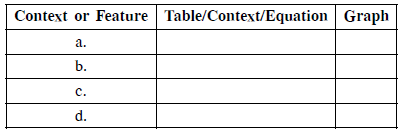 Context or Feature Table/Context/Equation Graph
a.
b.
c.
d.